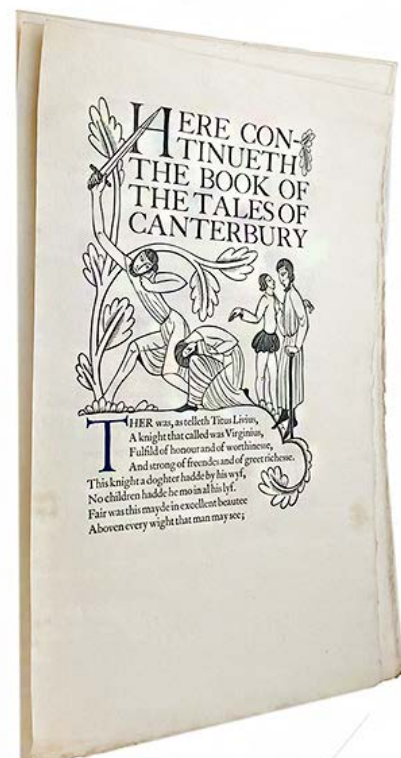 HERE CON-
TINUETH
THE BOOK OF
THE TALES OF
CANTERBURY
THER was, as telleth Titus Livius,
A knight that called was Virginius,
Fulfild of honour and of worthinesse,
And strong of freendes and of greet richesse.
This knight a doghter hadde by his wyf,
No children hadde he mo in al his lyf.
Fair was this mayde in excellent beautee
Aboven every wight that man may see;